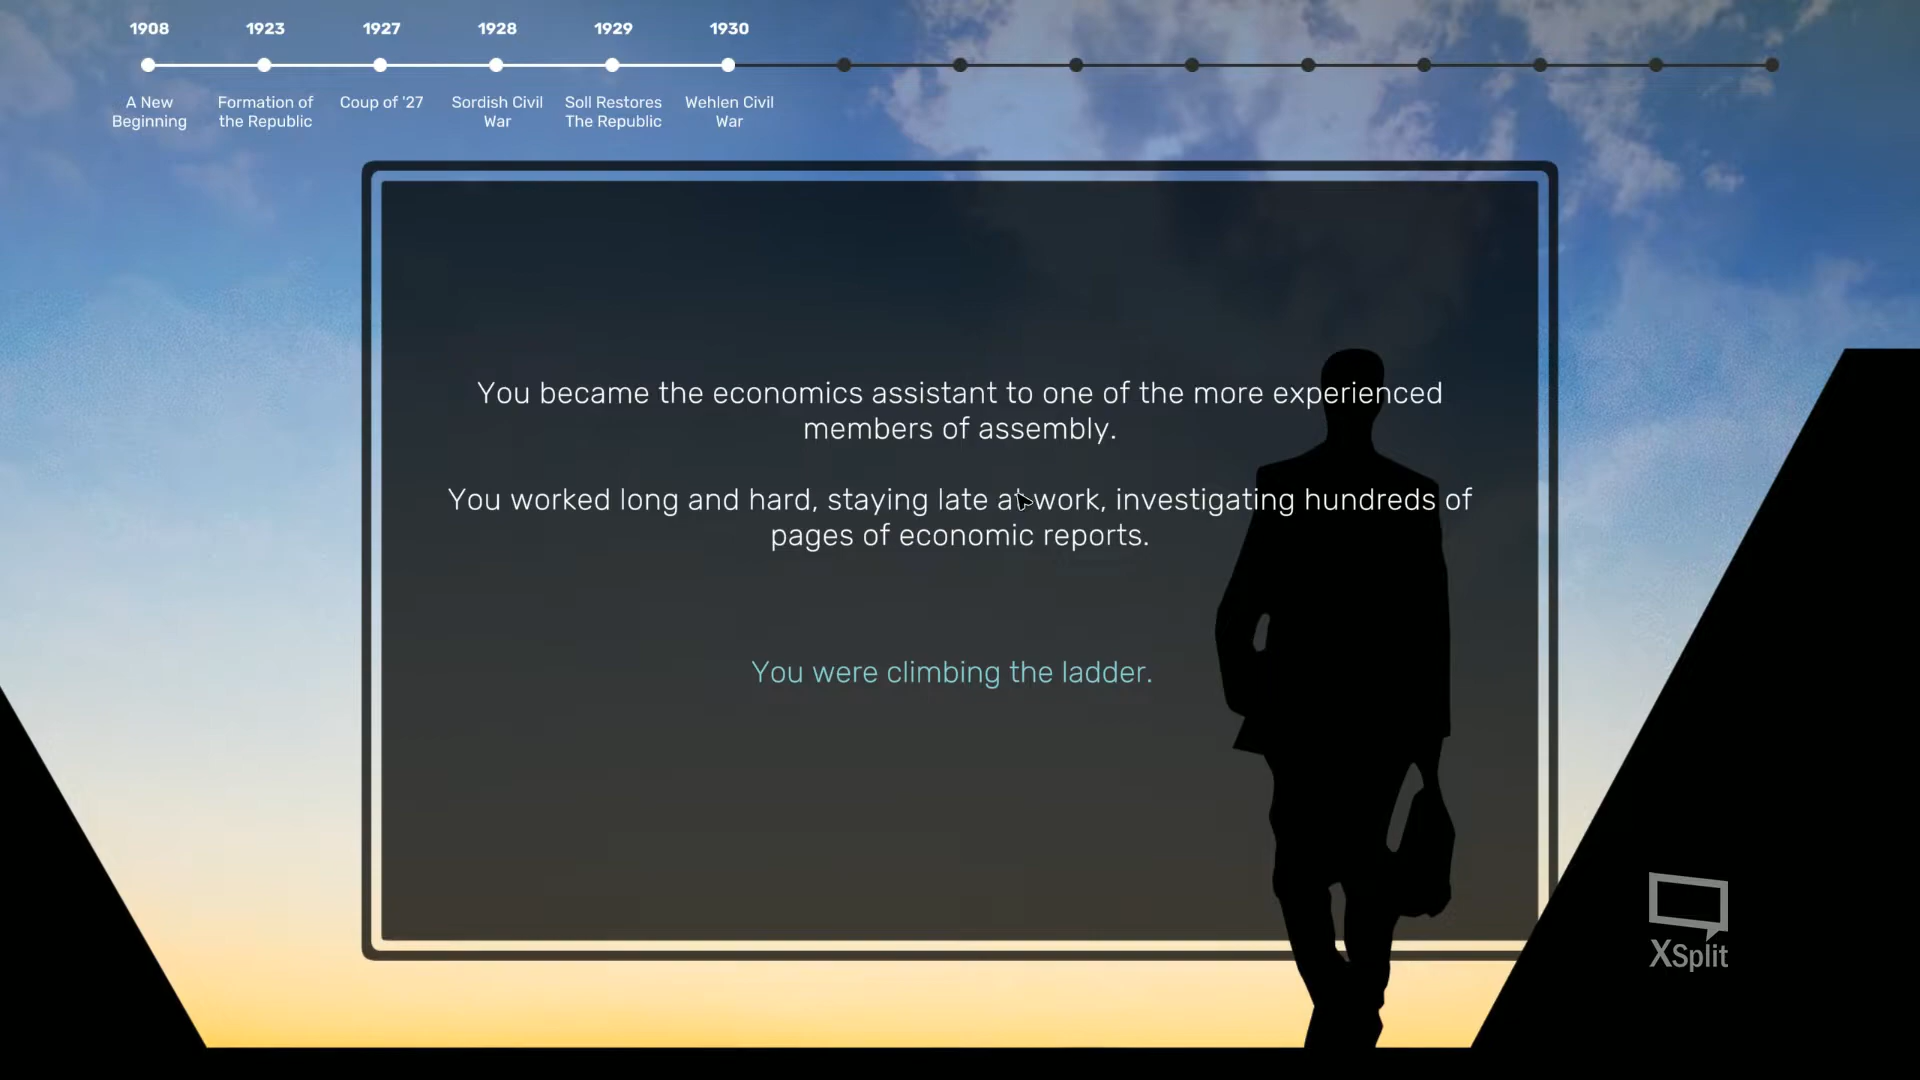 1908
1923
1927
1928
1929
1930
A New
Beginning
Formation of
the Republic
Coup of '27
Sordish Civil
War
Soll Restores
The Republic
Wehlen Civil
War
You became the economics assistant to one of the more experienced
members of assembly.
You worked long and hard, staying late at work, investigating hundreds of
pages of economic reports.
You were climbing the ladder.
XSplit